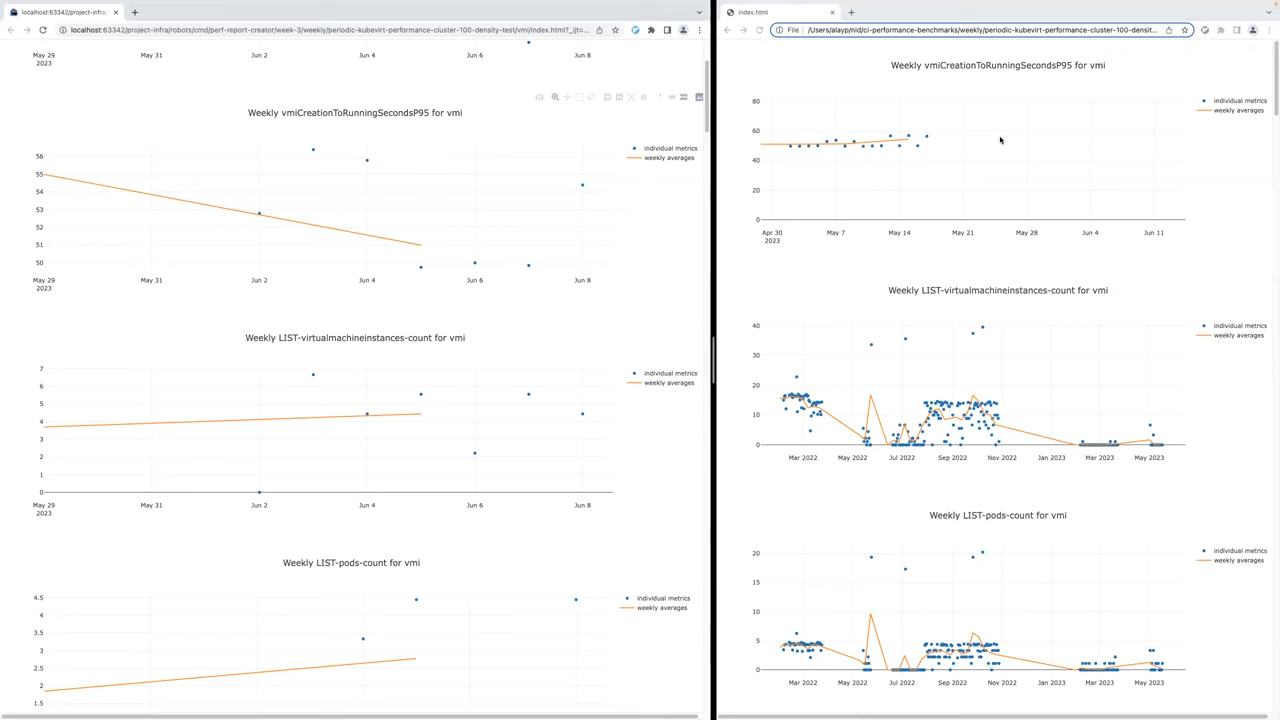 localhost:63342/project-infra/
localhost:63342/project-infra/robots/cmd/perf-report-creator/week-3/weekly/periodic-kubevirt-performance-cluster-100-density-test/vmi/index.html?_ijt=...
May 29
2023
May 31
Jun 2
Jun 4
Jun 6
Jun 8
Weekly vmiCreationToRunningSecondsP95 for vmi
individual metrics
weekly averages
56
55
54
53
52
51
50
May 29
2023
May 31
Jun 2
Jun 4
Jun 6
Jun 8
Weekly LIST-virtualmachineinstances-count for vmi
individual metrics
weekly averages
7
6
5
4
3
2
1
0
May 29
2023
May 31
Jun 2
Jun 4
Jun 6
Jun 8
Weekly LIST-pods-count for vmi
individual metrics
weekly averages
4.5
4
3.5
3
2.5
2
1.5
index.html
File
/Users/alayp/nid/ci-performance-benchmarks/weekly/periodic-kubevirt-performance-cluster-100-densit...
Weekly vmiCreationToRunningSecondsP95 for vmi
individual metrics
weekly averages
80
60
40
20
0
Apr 30
2023
May 7
May 14
May 21
May 28
Jun 4
Jun 11
Weekly LIST-virtualmachineinstances-count for vmi
individual metrics
weekly averages
40
30
20
10
0
Mar 2022
May 2022
Jul 2022
Sep 2022
Nov 2022
Jan 2023
Mar 2023
May 2023
Weekly LIST-pods-count for vmi
individual metrics
weekly averages
20
15
10
5
0
Mar 2022
May 2022
Jul 2022
Sep 2022
Nov 2022
Jan 2023
Mar 2023
May 2023